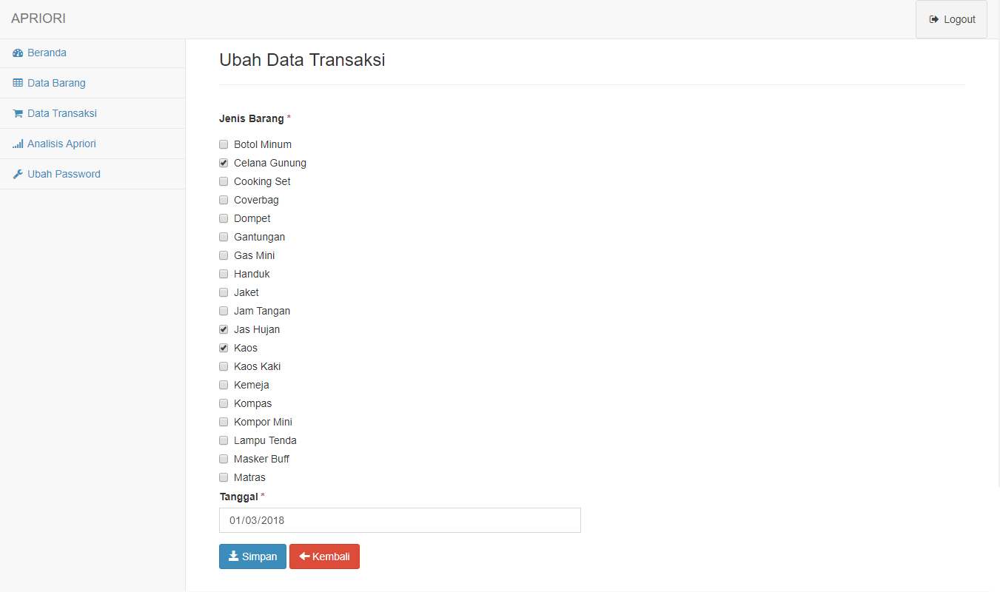 APRIORI
Logout
Beranda
Data Barang
Data Transaksi
Analisis Apriori
Ubah Password
Ubah Data Transaksi
Jenis Barang *
Botol Minum
Celana Gunung
Cooking Set
Coverbag
Dompet
Gantungan
Gas Mini
Handuk
Jaket
Jam Tangan
Jas Hujan
Kaos
Kaos Kaki
Kemeja
Kompas
Kompor Mini
Lampu Tenda
Masker Buff
Matras
Tanggal *
01/03/2018
Simpan
Kembali